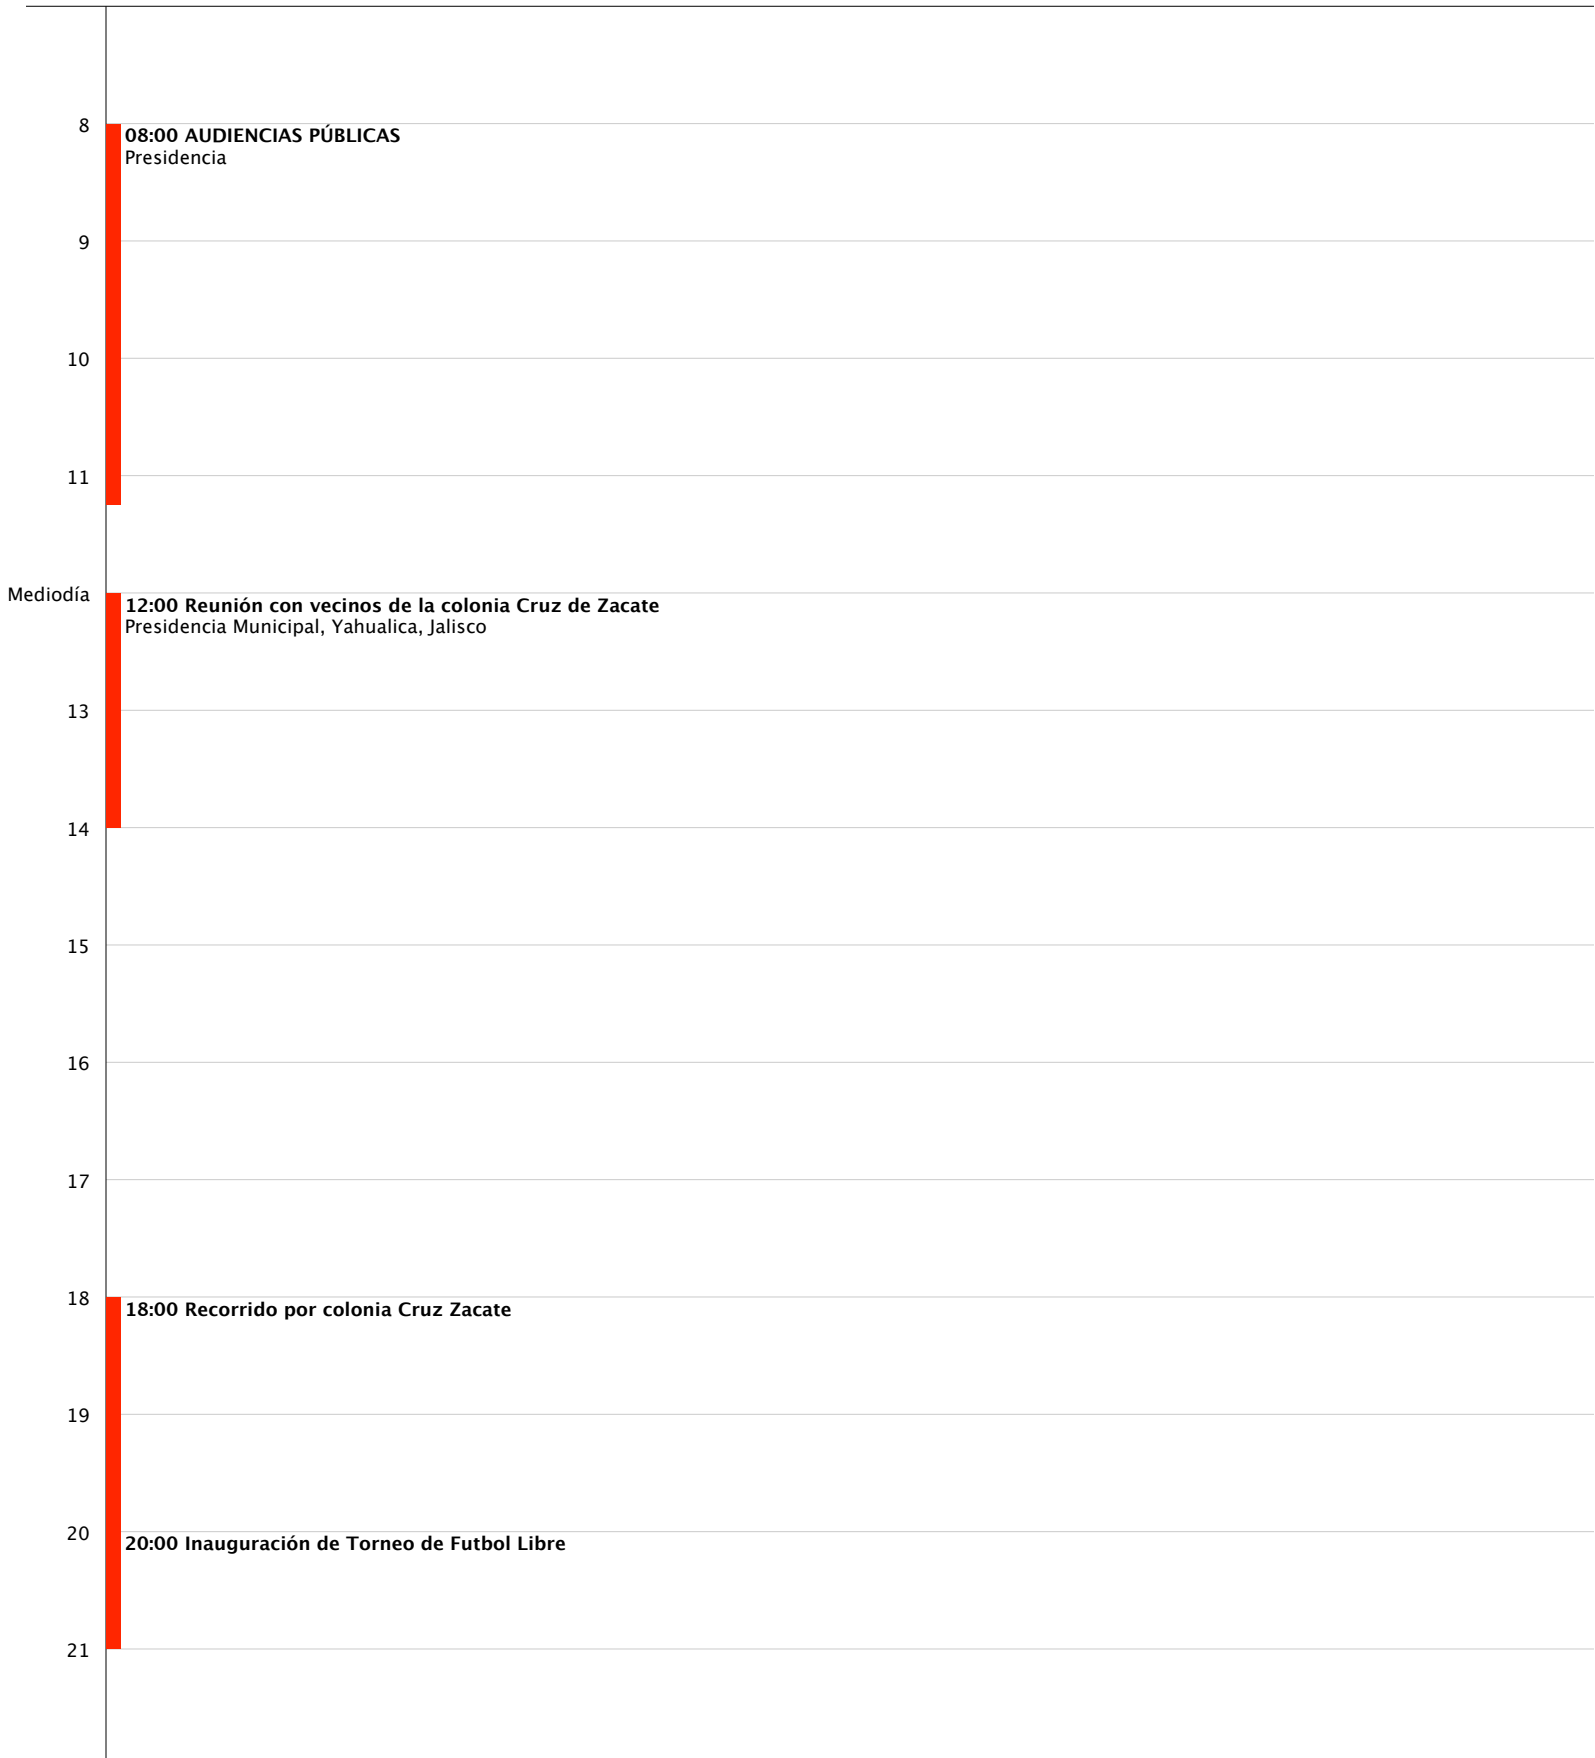 8
08:00 AUDIENCIAS PÚBLICAS
Presidencia
9
10
11
Mediodía
12:00 Reunión con vecinos de la colonia Cruz de Zacate
Presidencia Municipal, Yahualica, Jalisco
13
14
15
16
17
18
18:00 Recorrido por colonia Cruz Zacate
19
20
20:00 Inauguración de Torneo de Futbol Libre
21